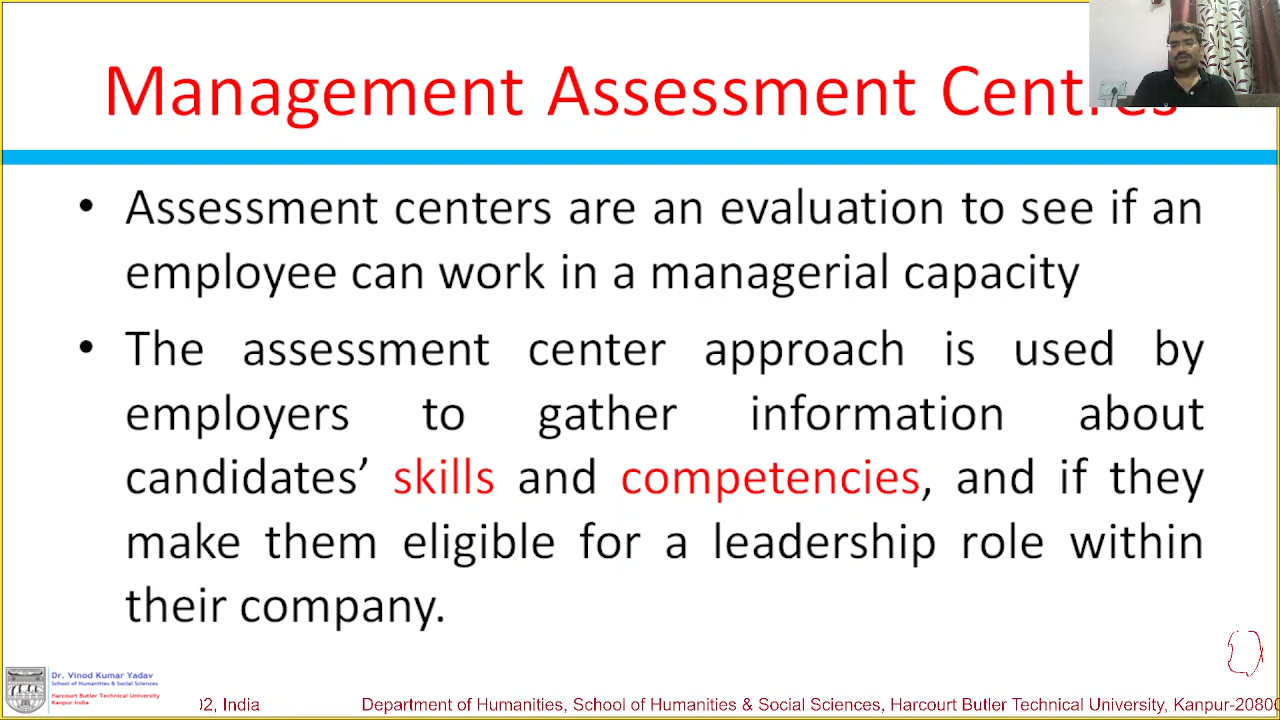 Management Assessment Centres
• Assessment centers are an evaluation to see if an
employee can work in a managerial capacity
• The assessment center approach is used by
employers to gather information about
candidates’ skills and competencies, and if they
make them eligible for a leadership role within
their company.
Dr. Vinod Kumar Yadav
School of Humanities & Social Sciences
Harcourt Butler Technical University
Kanpur India
02, India Department of Humanities, School of Humanities & Social Sciences, Harcourt Butler Technical University, Kanpur-2080